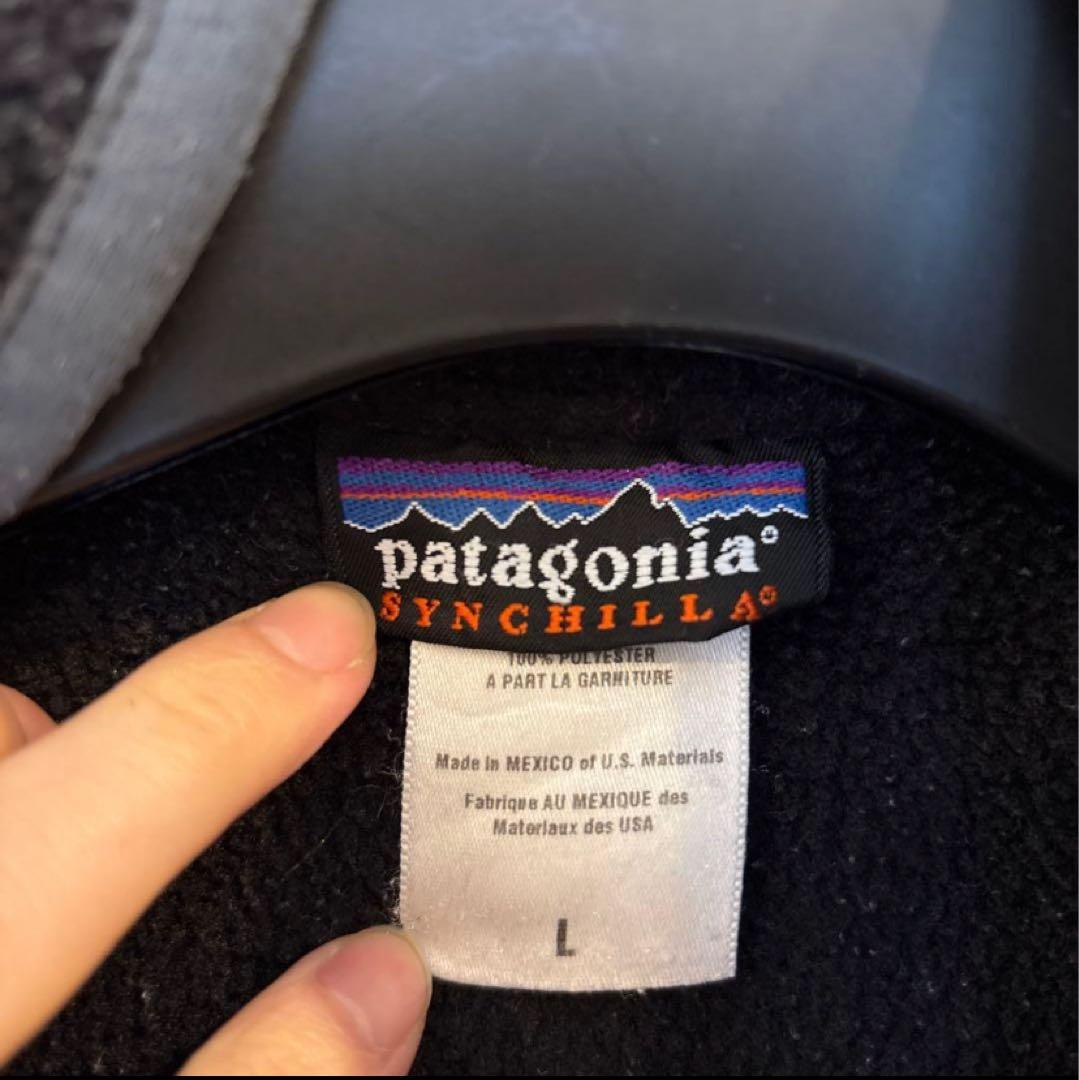 patagonia®
SYNCHILLA®
100% POLYESTER
A PART LA GARNITURE
Made in MEXICO of U.S. Materials
Fabrique AU MEXIQUE des
Materiaux des USA
L